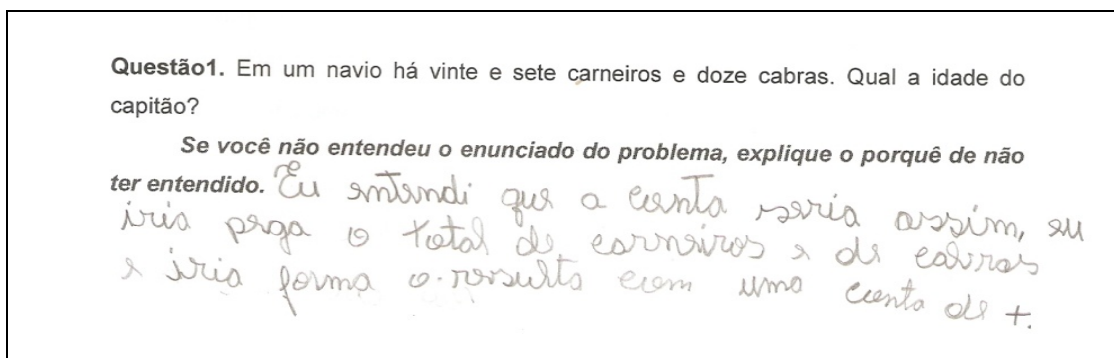 Questão1. Em um navio há vinte e sete carneiros e doze cabras. Qual a idade do
capitão?
Se você não entendeu o enunciado do problema, explique o porquê de não
ter entendido. Eu entendi que a conta seria assim, eu
iria pega o total de carneiros e de cabras
e iria forma o resulta com uma conta de +.